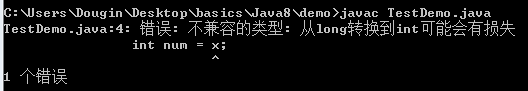 C:\Users\Dougin\Desktop\basics\Java8\demo>javac TestDemo.java
TestDemo.java:4: 错误: 不兼容的类型: 从long转换到int可能会有损失
int num = x;
^
1 个错误